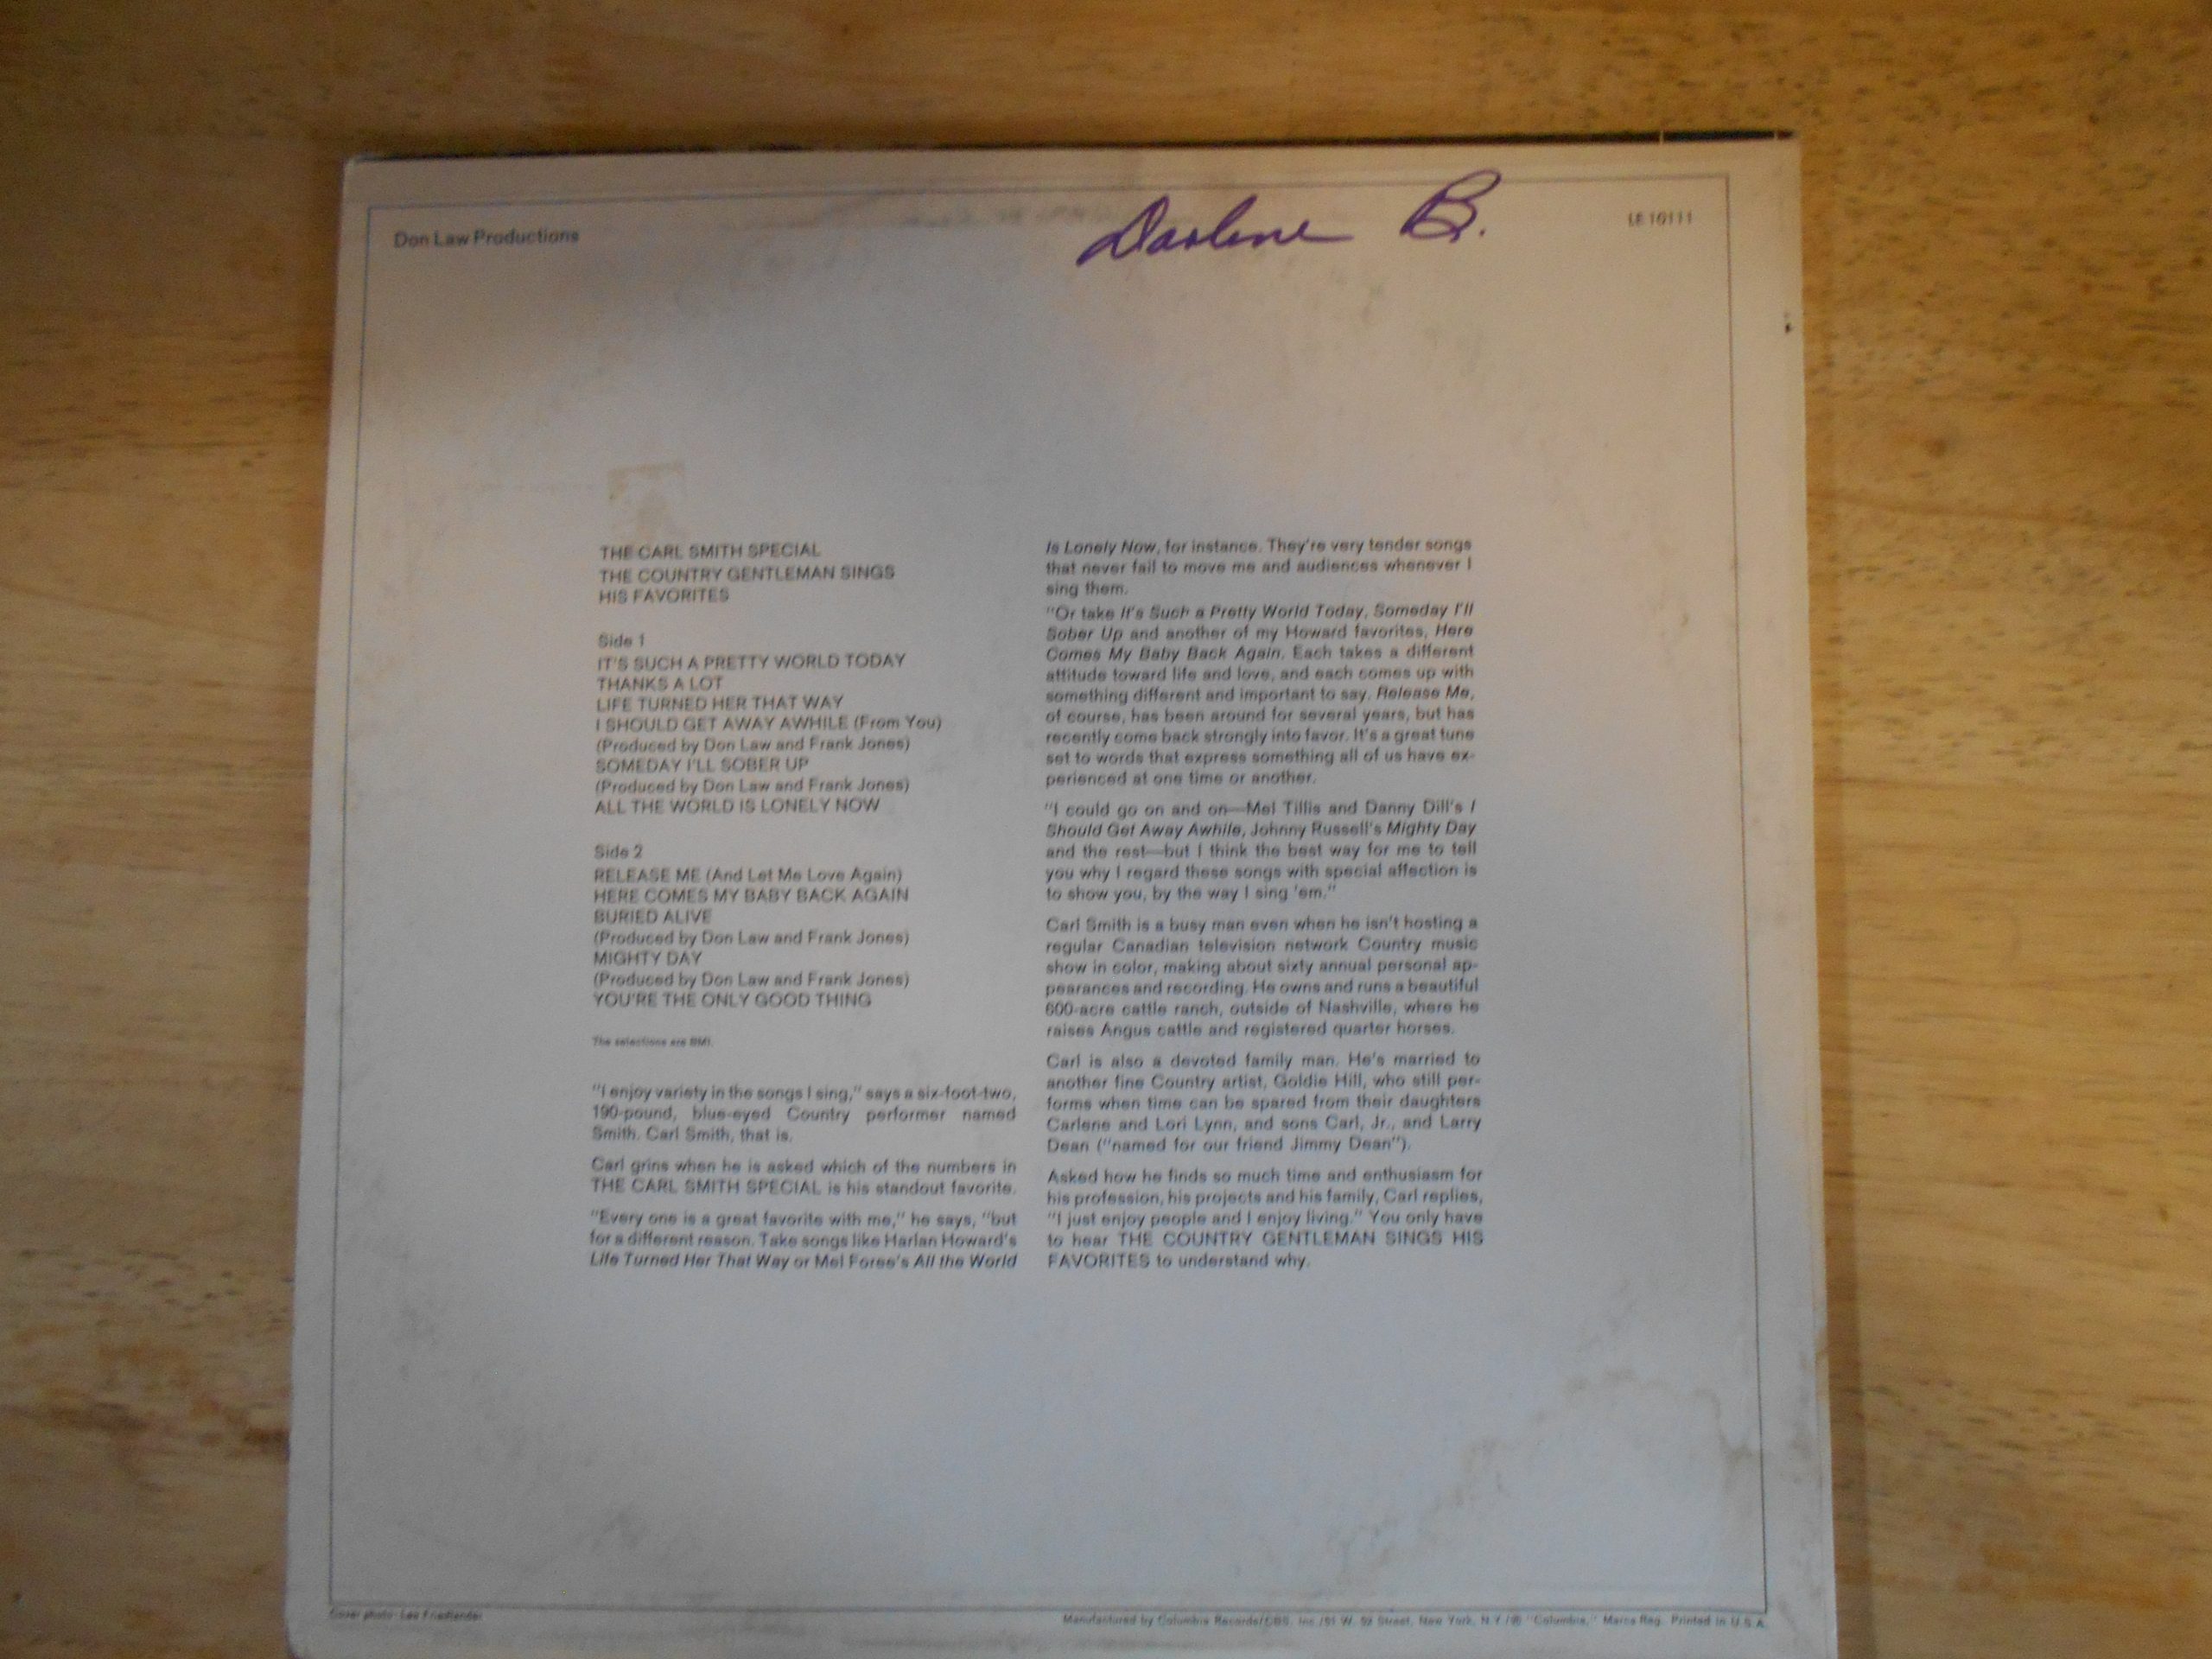 Darlene B.
Don Law Productions
LE 10111
THE CARL SMITH SPECIAL
THE COUNTRY GENTLEMAN SINGS
HIS FAVORITES
Side 1
IT'S SUCH A PRETTY WORLD TODAY
THANKS A LOT
LIFE TURNED HER THAT WAY
I SHOULD GET AWAY AWHILE (From You)
(Produced by Don Law and Frank Jones)
SOMEDAY I'LL SOBER UP
(Produced by Don Law and Frank Jones)
ALL THE WORLD IS LONELY NOW
Side 2
RELEASE ME (And Let Me Love Again)
HERE COMES MY BABY BACK AGAIN
BURIED ALIVE
(Produced by Don Law and Frank Jones)
MIGHTY DAY
(Produced by Don Law and Frank Jones)
YOU'RE THE ONLY GOOD THING
The selections are BMI.
"I enjoy variety in the songs I sing," says a six-foot-two,
190-pound, blue-eyed Country performer named
Smith. Carl Smith, that is.
Carl grins when he is asked which of the numbers in
THE CARL SMITH SPECIAL is his standout favorite.
"Every one is a great favorite with me," he says, "but
for a different reason. Take songs like Harlan Howard's
Life Turned Her That Way or Mel Foree's All the World
Is Lonely Now, for instance. They're very tender songs
that never fail to move me and audiences whenever I
sing them.
"Or take It's Such a Pretty World Today, Someday I'll
Sober Up and another of my Howard favorites, Here
Comes My Baby Back Again. Each takes a different
attitude toward life and love, and each comes up with
something different and important to say. Release Me,
of course, has been around for several years, but has
recently come back strongly into favor. It's a great tune
set to words that express something all of us have ex-
perienced at one time or another.
"I could go on and on—Mel Tillis and Danny Dill's I
Should Get Away Awhile, Johnny Russell's Mighty Day
and the rest—but I think the best way for me to tell
you why I regard these songs with special affection is
to show you, by the way I sing 'em."
Carl Smith is a busy man even when he isn't hosting a
regular Canadian television network Country music
show in color, making about sixty annual personal ap-
pearances and recording. He owns and runs a beautiful
600-acre cattle ranch, outside of Nashville, where he
raises Angus cattle and registered quarter horses.
Carl is also a devoted family man. He's married to
another fine Country artist, Goldie Hill, who still per-
forms when time can be spared from their daughters
Carlene and Lori Lynn, and sons Carl, Jr., and Larry
Dean ("named for our friend Jimmy Dean").
Asked how he finds so much time and enthusiasm for
his profession, his projects and his family, Carl replies,
"I just enjoy people and I enjoy living." You only have
to hear THE COUNTRY GENTLEMAN SINGS HIS
FAVORITES to understand why.
Cover photo: Lee Friedlander
Manufactured by Columbia Records/CBS, Inc./51 W. 52 Street, New York, N.Y./® "Columbia," Marca Reg. Printed in U.S.A.